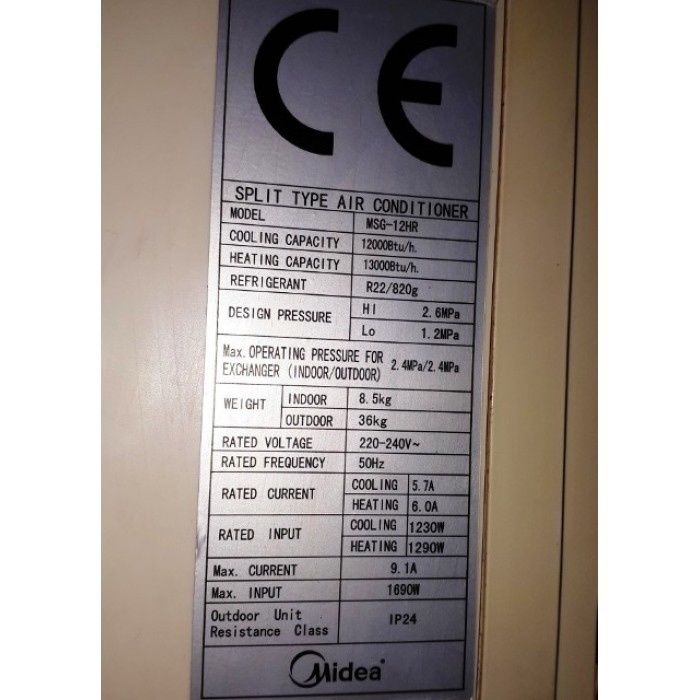 CE
SPLIT TYPE AIR CONDITIONER
MODEL MSG-12HR
COOLING CAPACITY 12000Btu/h.
HEATING CAPACITY 13000Btu/h.
REFRIGERANT R22/820g
DESIGN PRESSURE HI 2.6MPa
Lo 1.2MPa
Max. OPERATING PRESSURE FOR
EXCHANGER (INDOOR/OUTDOOR) 2.4MPa/2.4MPa
WEIGHT INDOOR 8.5kg
OUTDOOR 36kg
RATED VOLTAGE 220-240V~
RATED FREQUENCY 50Hz
RATED CURRENT COOLING 5.7A
HEATING 6.0A
RATED INPUT COOLING 1230W
HEATING 1290W
Max. CURRENT 9.1A
Max. INPUT 1690W
Outdoor Unit
Resistance Class IP24
Midea